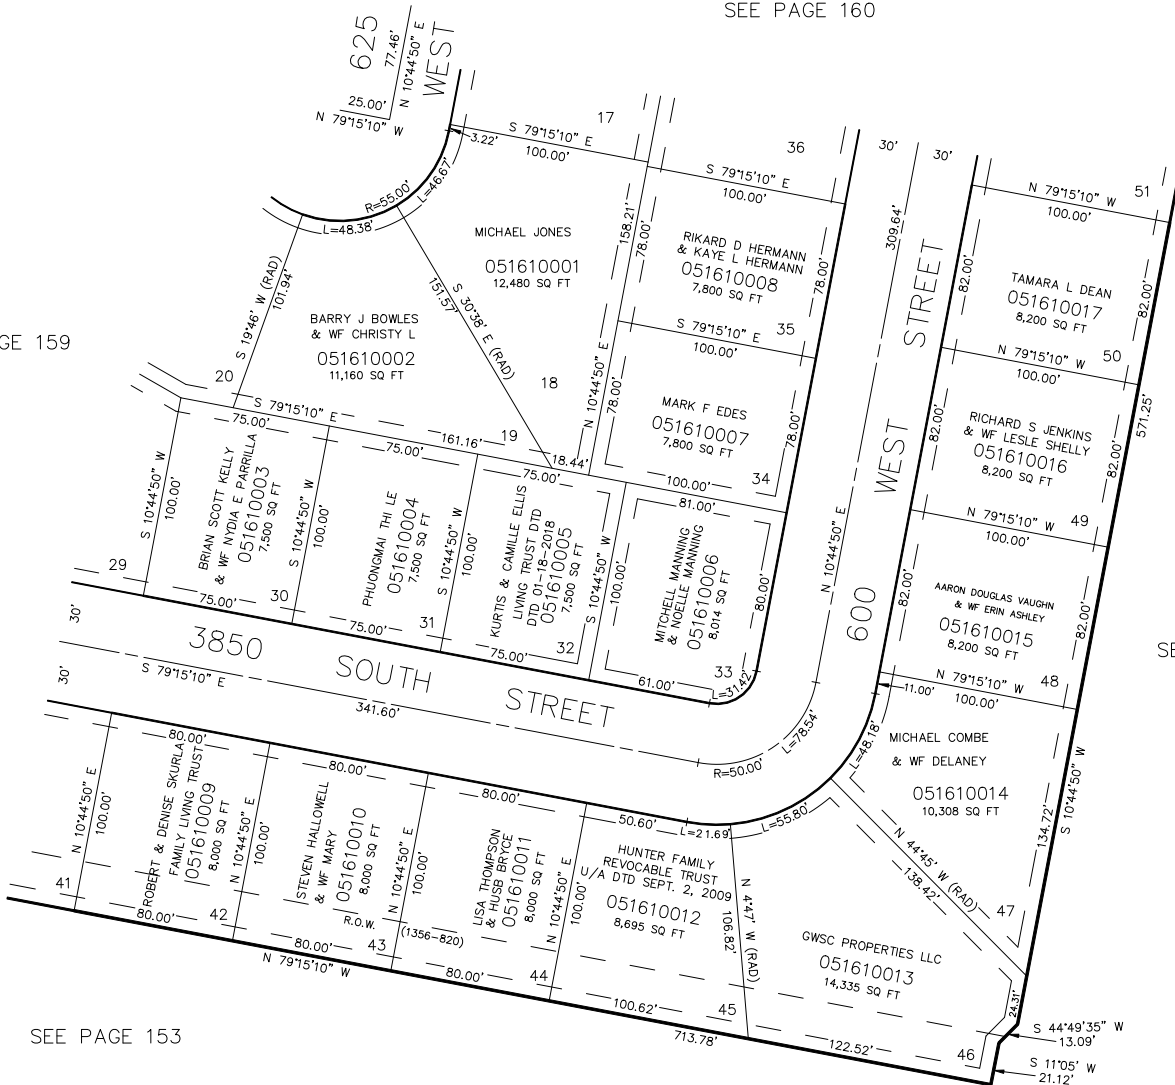 SEE PAGE 160
625
WEST
77.46'
N 10°44'50" E
25.00'
N 79°15'10" W
3.22'
S 79°15'10" E
100.00'
17
R=55.00'
L=46.67'
L=48.38'
MICHAEL JONES
051610001
12,480 SQ FT
158.21'
N 10°44'50" E
18
S 30°38' E (RAD)
151.57'
S 19°46' W (RAD)
101.94'
BARRY J BOWLES
& WF CHRISTY L
051610002
11,160 SQ FT
GE 159
20
S 79°15'10" E
161.16'
19
18.44'
36
S 79°15'10" E
100.00'
78.00'
RIKARD D HERMANN
& KAYE L HERMANN
051610008
7,800 SQ FT
78.00'
35
S 79°15'10" E
100.00'
78.00'
MARK F EDES
051610007
7,800 SQ FT
78.00'
34
100.00'
30'
30'
309.64'
N 10°44'50" E
600
WEST
STREET
51
N 79°15'10" W
100.00'
82.00'
TAMARA L DEAN
051610017
8,200 SQ FT
82.00'
50
N 79°15'10" W
100.00'
571.25'
82.00'
RICHARD S JENKINS
& WF LESLE SHELLY
051610016
8,200 SQ FT
82.00'
49
N 79°15'10" W
100.00'
82.00'
AARON DOUGLAS VAUGHN
& WF ERIN ASHLEY
051610015
8,200 SQ FT
82.00'
48
N 79°15'10" W
100.00'
11.00'
SE
S 10°44'50" W
100.00'
29
75.00'
BRIAN SCOTT KELLY
& WF NYDIA E PARRILLA
051610003
7,500 SQ FT
75.00'
30
S 10°44'50" W
100.00'
75.00'
PHUONGMAI THI LE
051610004
7,500 SQ FT
75.00'
31
S 10°44'50" W
100.00'
75.00'
KURTIS & CAMILLE ELLIS
LIVING TRUST DTD
DTD 01-18-2018
051610005
7,500 SQ FT
75.00'
32
S 10°44'50" W
100.00'
81.00'
MITCHELL MANNING
& NOELLE MANNING
051610006
8,014 SQ FT
80.00'
33
61.00'
L=31.42'
30'
30'
3850
SOUTH
STREET
S 79°15'10" E
341.60'
R=50.00'
L=78.54'
L=48.18'
L=55.80'
L=21.69'
MICHAEL COMBE
& WF DELANEY
051610014
10,308 SQ FT
134.72'
S 10°44'50" W
47
N 44°45' W (RAD)
138.42'
41
N 10°44'50" E
100.00'
80.00'
ROBERT & DENISE SKURLA
FAMILY LIVING TRUST
051610009
8,000 SQ FT
80.00'
42
N 10°44'50" E
100.00'
80.00'
STEVEN HALLOWELL
& WF MARY
051610010
8,000 SQ FT
R.O.W.
(1356-820)
80.00'
43
N 79°15'10" W
N 10°44'50" E
100.00'
80.00'
LISA THOMPSON
& HUSB BRYCE
051610011
8,000 SQ FT
80.00'
44
N 10°44'50" E
100.00'
50.60'
HUNTER FAMILY
REVOCABLE TRUST
U/A DTD SEPT. 2, 2009
051610012
8,695 SQ FT
100.62'
45
N 4°47' W (RAD)
106.82'
GWSC PROPERTIES LLC
051610013
14,335 SQ FT
713.78'
122.52'
46
24.31'
S 44°49'35" W
13.09'
S 11°05' W
21.12'
SEE PAGE 153